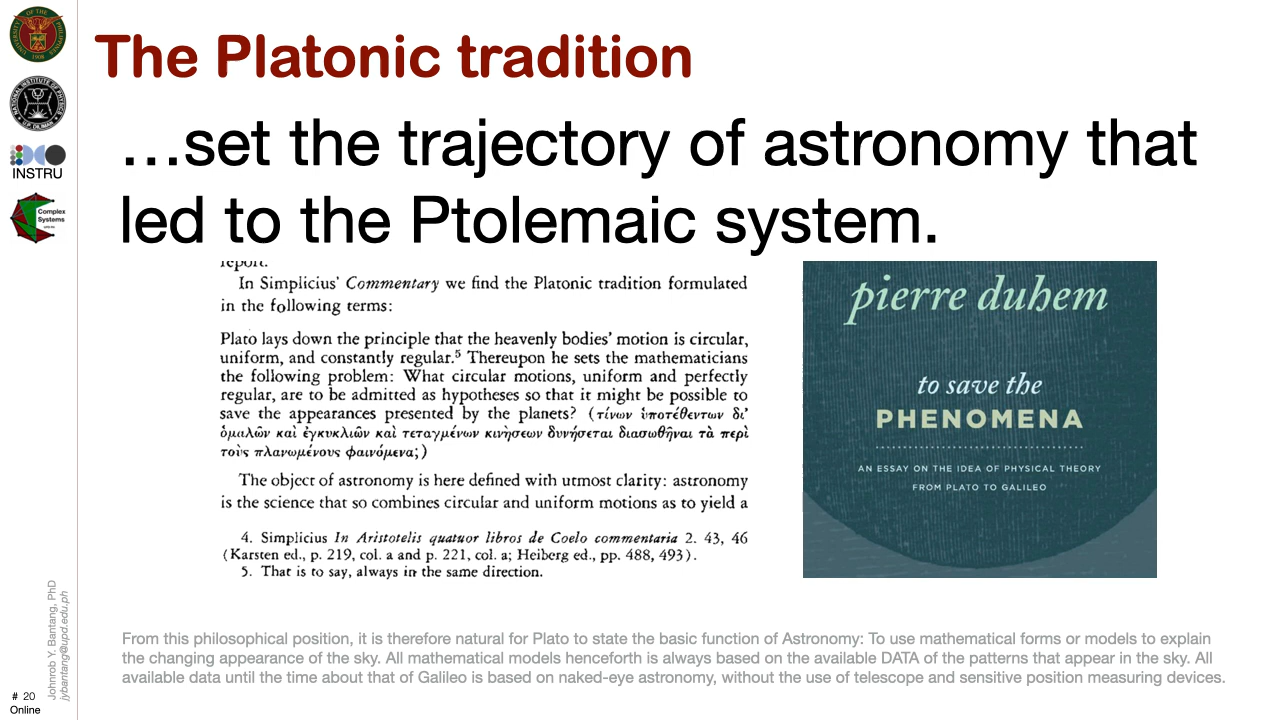 The Platonic tradition
…set the trajectory of astronomy that
led to the Ptolemaic system.
report.
In Simplicius' Commentary we find the Platonic tradition formulated
in the following terms:
Plato lays down the principle that the heavenly bodies' motion is circular,
uniform, and constantly regular.⁵ Thereupon he sets the mathematicians
the following problem: What circular motions, uniform and perfectly
regular, are to be admitted as hypotheses so that it might be possible to
save the appearances presented by the planets? (τίνων ὑποτέθεντων δι'
ὁμαλῶν καὶ ἐγκυκλιῶν καὶ τεταγμένων κινήσεων δυνήσεται διασωθῆναι τὰ περὶ
τοὺς πλανωμένους φαινόμενα;)
The object of astronomy is here defined with utmost clarity: astronomy
is the science that so combines circular and uniform motions as to yield a
4. Simplicius In Aristotelis quatuor libros de Coelo commentaria 2. 43, 46
(Karsten ed., p. 219, col. a and p. 221, col. a; Heiberg ed., pp. 488, 493).
5. That is to say, always in the same direction.
pierre duhem
to save the
PHENOMENA
AN ESSAY ON THE IDEA OF PHYSICAL THEORY
FROM PLATO TO GALILEO
From this philosophical position, it is therefore natural for Plato to state the basic function of Astronomy: To use mathematical forms or models to explain
the changing appearance of the sky. All mathematical models henceforth is always based on the available DATA of the patterns that appear in the sky. All
available data until the time about that of Galileo is based on naked-eye astronomy, without the use of telescope and sensitive position measuring devices.
INSTRU
Complex
Systems
Johnrob Y. Bantang, PhD
jybantang@upd.edu.ph
# 20
Online